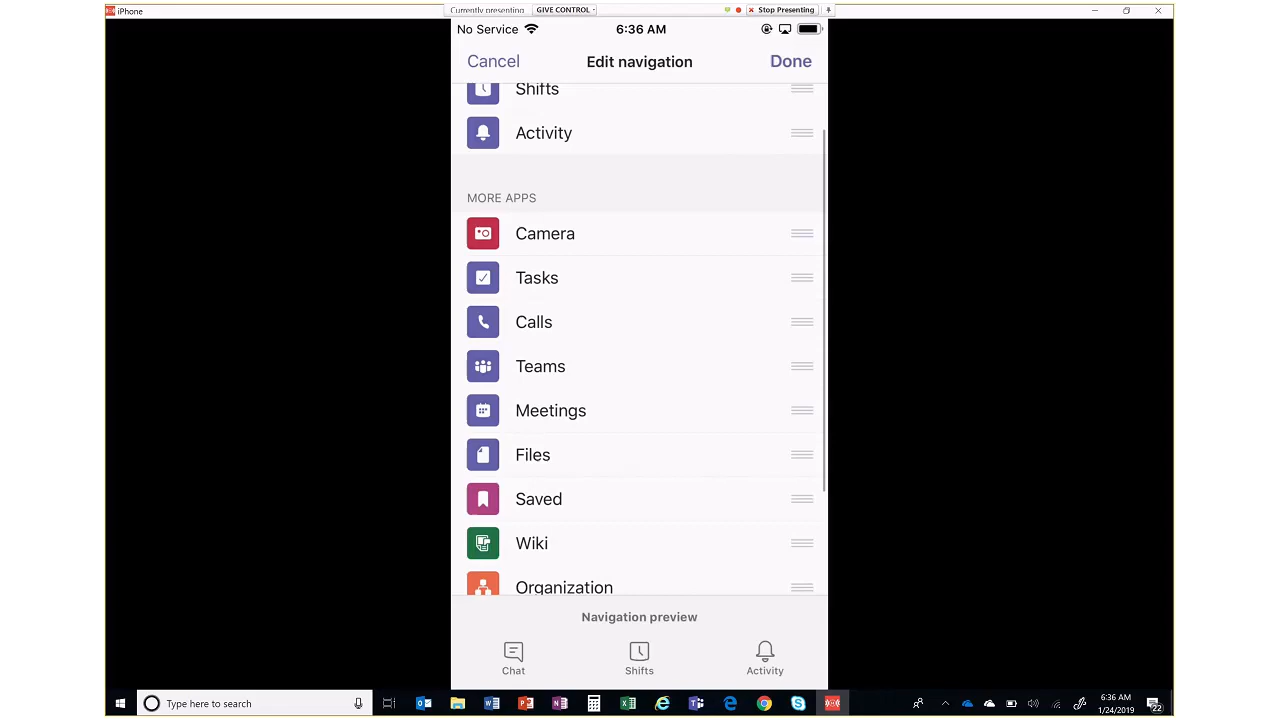 iPhone
Currently presenting
GIVE CONTROL
Stop Presenting
No Service
6:36 AM
Cancel
Edit navigation
Done
Shifts
Activity
MORE APPS
Camera
Tasks
Calls
Teams
Meetings
Files
Saved
Wiki
Organization
Navigation preview
Chat
Shifts
Activity
Type here to search
6:36 AM
1/24/2019
22